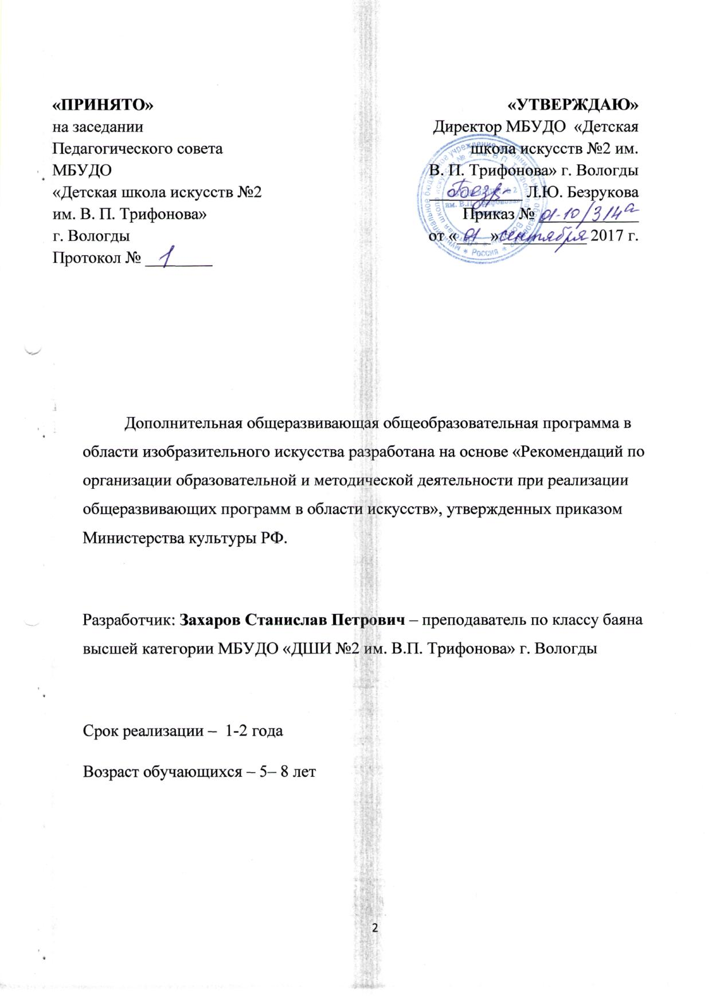 «ПРИНЯТО»
на заседании
Педагогического совета
МБУДО
«Детская школа искусств №2
им. В. П. Трифонова»
г. Вологды
Протокол № 1
«УТВЕРЖДАЮ»
Директор МБУДО «Детская
школа искусств №2 им.
В. П. Трифонова» г. Вологды
Л.Ю. Безрукова
Приказ № 01-10/314а
от « 01 » сентября 2017 г.
им. В.П. Трифонова»
* Россия *
Дополнительная общеразвивающая общеобразовательная программа в
области изобразительного искусства разработана на основе «Рекомендаций по
организации образовательной и методической деятельности при реализации
общеразвивающих программ в области искусств», утвержденных приказом
Министерства культуры РФ.
Разработчик: Захаров Станислав Петрович – преподаватель по классу баяна
высшей категории МБУДО «ДШИ №2 им. В.П. Трифонова» г. Вологды
Срок реализации – 1-2 года
Возраст обучающихся – 5– 8 лет
2